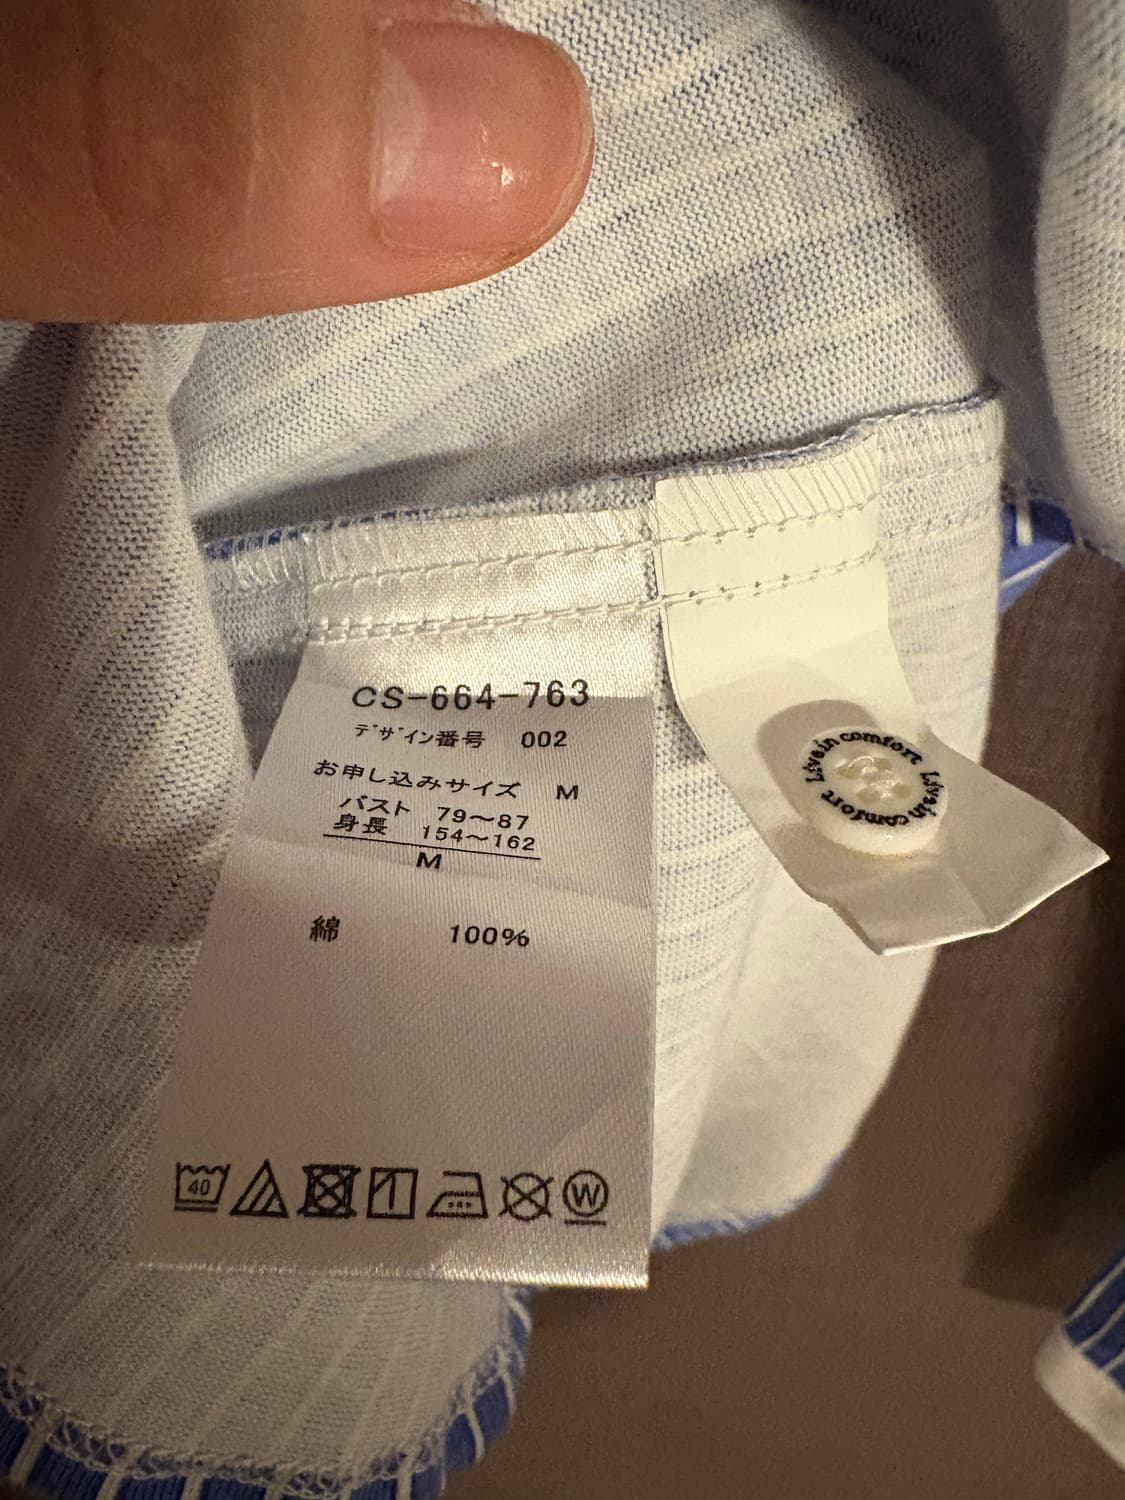 CS-664-763
デザイン番号 002
お申し込みサイズ M
バスト 79〜87
身長 154〜162
M
綿 100%
40
W
Live in comfort Live in comfort